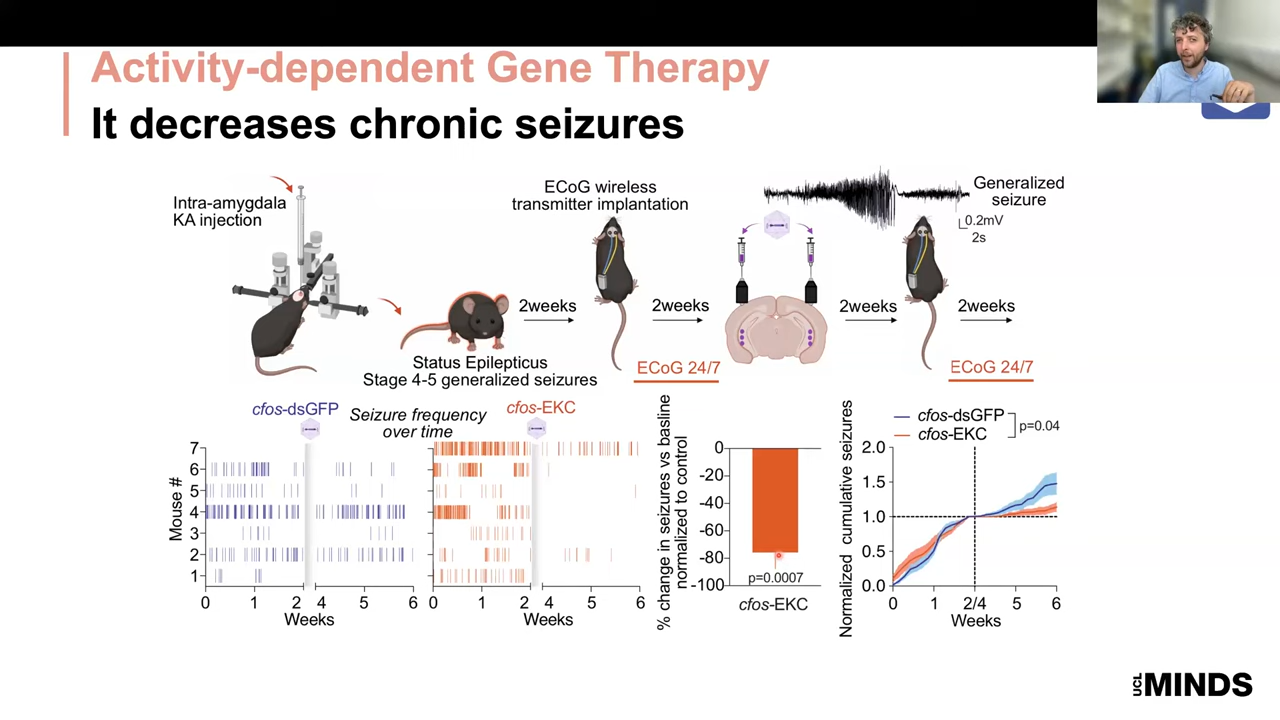 Activity-dependent Gene Therapy
It decreases chronic seizures
Intra-amygdala
KA injection
Status Epilepticus
Stage 4-5 generalized seizures
2weeks
ECoG wireless
transmitter implantation
2weeks
ECoG 24/7
2weeks
Generalized
seizure
0.2mV
2s
2weeks
ECoG 24/7
cfos-dsGFP
Seizure frequency
over time
cfos-EKC
Mouse #
7
6
5
4
3
2
1
0 1 2 4 5 6
Weeks
0 1 2 4 5 6
Weeks
% change in seizures vs basline
normalized to control
0
-20
-40
-60
-80
-100
p=0.0007
cfos-EKC
Normalized cumulative seizures
cfos-dsGFP
cfos-EKC
p=0.04
2.0
1.5
1.0
0.5
0.0
0 1 2/4 5 6
Weeks
UCL MINDS